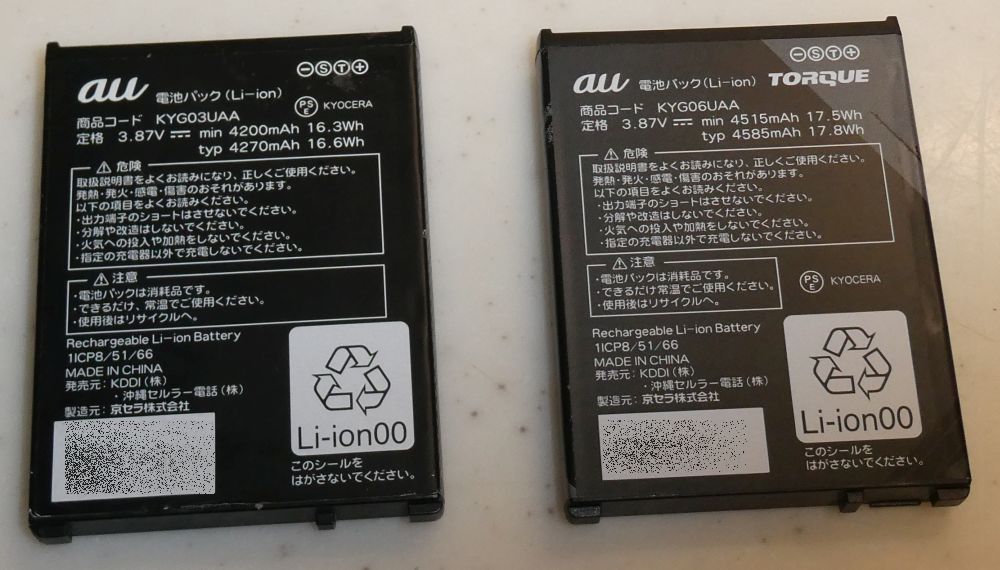 au
電池パック(Li-ion)
⊖ⓈⓉ⊕
PSE KYOCERA
商品コード KYG03UAA
定格 3.87V min 4200mAh 16.3Wh
typ 4270mAh 16.6Wh
危険
取扱説明書をよくお読みになり、正しくご使用ください。
発熱・発火・感電・傷害のおそれがあります。
以下の項目をよくお読みください。
・出力端子のショートはさせないでください。
・分解や改造はしないでください。
・火気への投入や加熱をしないでください。
・指定の充電器以外で充電しないでください。
注意
・電池パックは消耗品です。
・できるだけ、常温でご使用ください。
・使用後はリサイクルへ。
Rechargeable Li-ion Battery
1ICP8/51/66
MADE IN CHINA
発売元: KDDI(株)
・沖縄セルラー電話(株)
製造元: 京セラ株式会社
Li-ion00
このシールを
はがさないでください。
au
電池パック(Li-ion)
⊖ⓈⓉ⊕
TORQUE
商品コード KYG06UAA
定格 3.87V min 4515mAh 17.5Wh
typ 4585mAh 17.8Wh
危険
取扱説明書をよくお読みになり、正しくご使用ください。
発熱・発火・感電・傷害のおそれがあります。
以下の項目をよくお読みください。
・出力端子のショートはさせないでください。
・分解や改造はしないでください。
・火気への投入や加熱をしないでください。
・指定の充電器以外で充電しないでください。
注意
・電池パックは消耗品です。
・できるだけ常温でご使用ください。
・使用後はリサイクルへ。
PSE KYOCERA
Rechargeable Li-ion Battery
1ICP8/51/66
MADE IN CHINA
発売元: KDDI(株)
・沖縄セルラー電話(株)
製造元: 京セラ株式会社
Li-ion00
このシールを
はがさないでください。